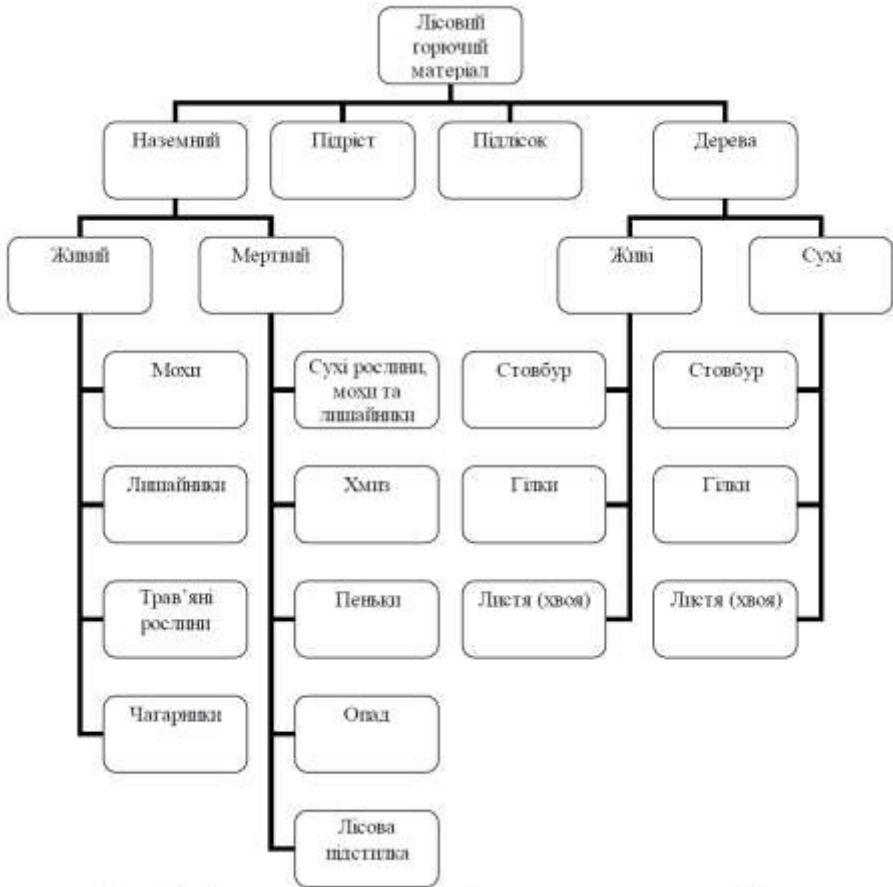 Лісовий
горючий
матеріал
Наземний
Підріст
Підлісок
Дерева
Живий
Мертвий
Живі
Сухі
Мохи
Сухі рослини,
мохи та
лишайники
Стовбур
Стовбур
Лишайники
Хмиз
Гілки
Гілки
Трав’яні
рослини
Пеньки
Листя (хвоя)
Листя (хвоя)
Чагарники
Опад
Лісова
підстилка